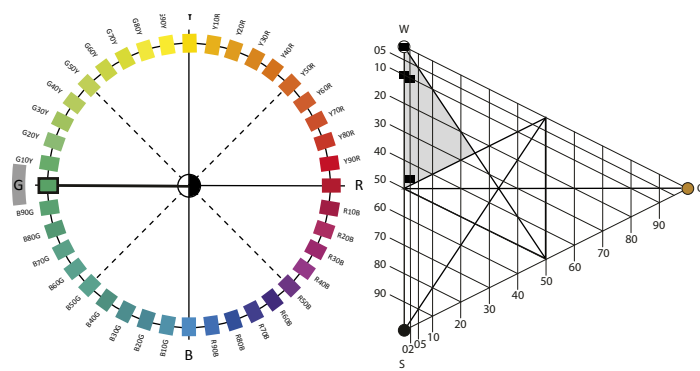 Y
Y10R
Y20R
Y30R
Y40R
Y50R
Y60R
Y70R
Y80R
Y90R
R
R10B
R20B
R30B
R40B
R50B
R60B
R70B
R80B
R90B
B
B10G
B20G
B30G
B40G
B50G
B60G
B70G
B80G
B90G
G
G10Y
G20Y
G30Y
G40Y
G50Y
G60Y
G70Y
G80Y
G90Y
W
05
10
20
30
40
50
60
70
80
90
S
02
05
10
20
30
40
50
60
70
80
90